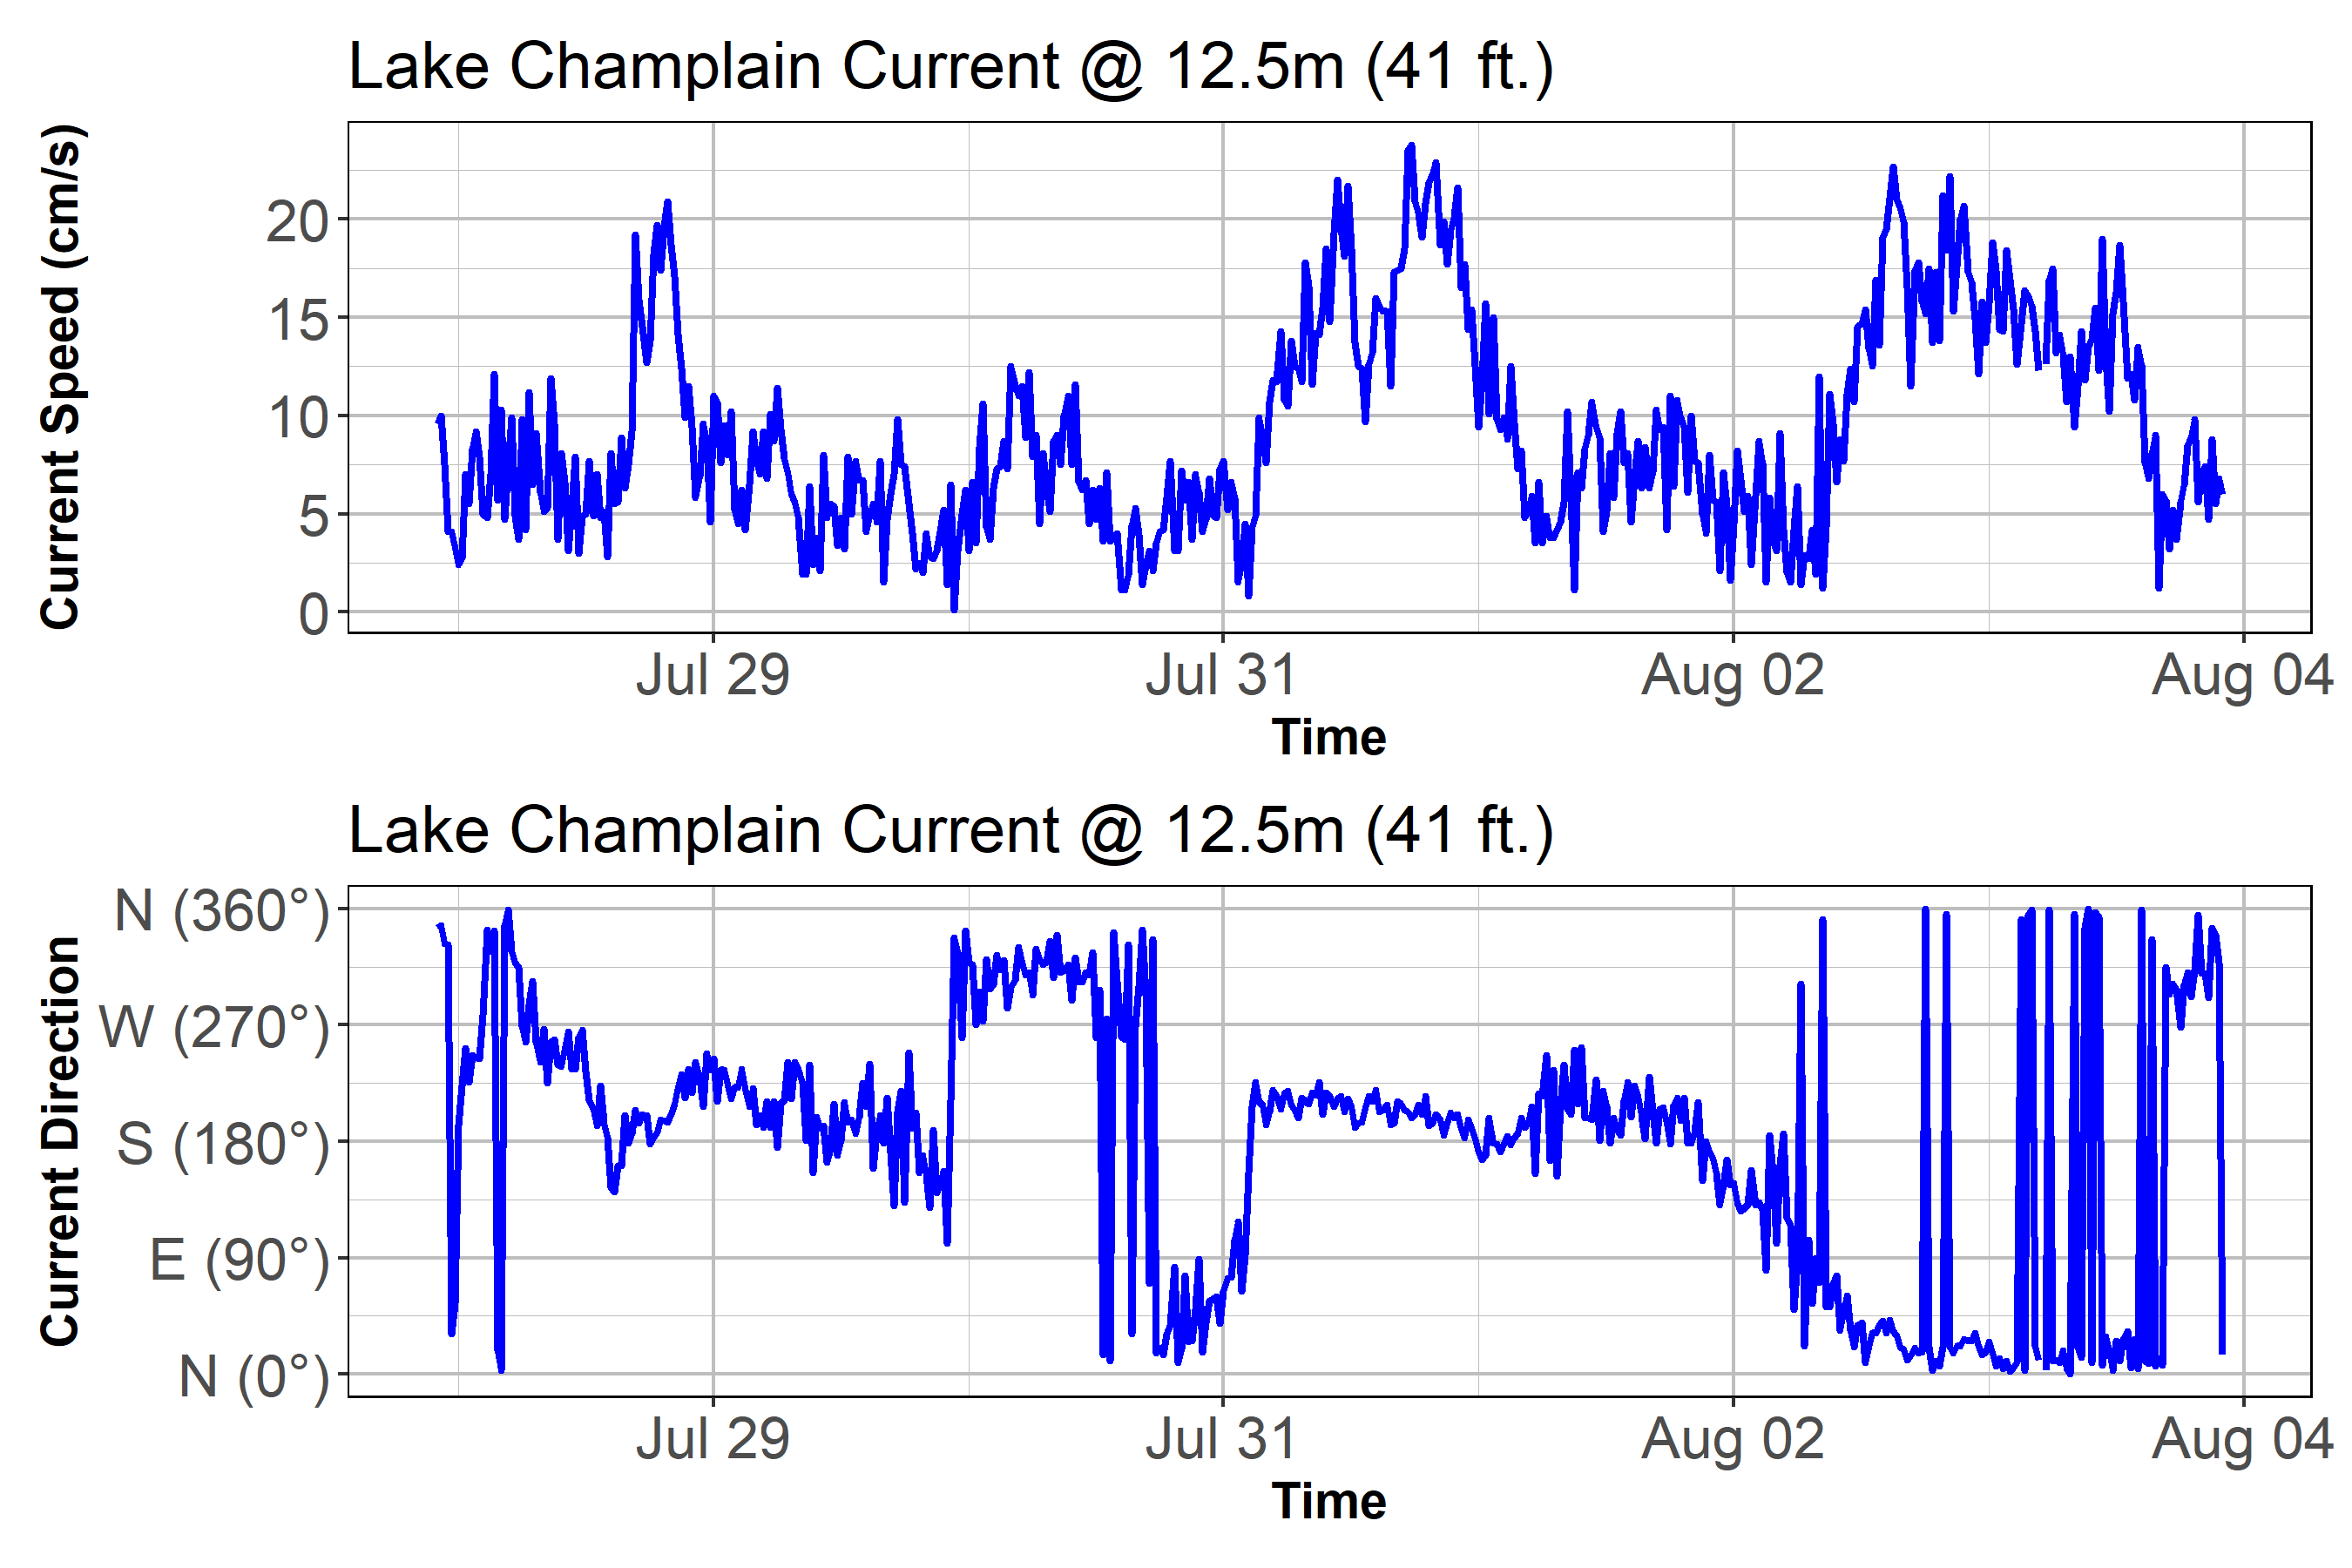 Lake Champlain Current @ 12.5m (41 ft.)
Current Speed (cm/s)
20
15
10
5
0
Jul 29 Jul 31 Aug 02 Aug 04
Time
Lake Champlain Current @ 12.5m (41 ft.)
Current Direction
N (360°)
W (270°)
S (180°)
E (90°)
N (0°)
Jul 29 Jul 31 Aug 02 Aug 04
Time